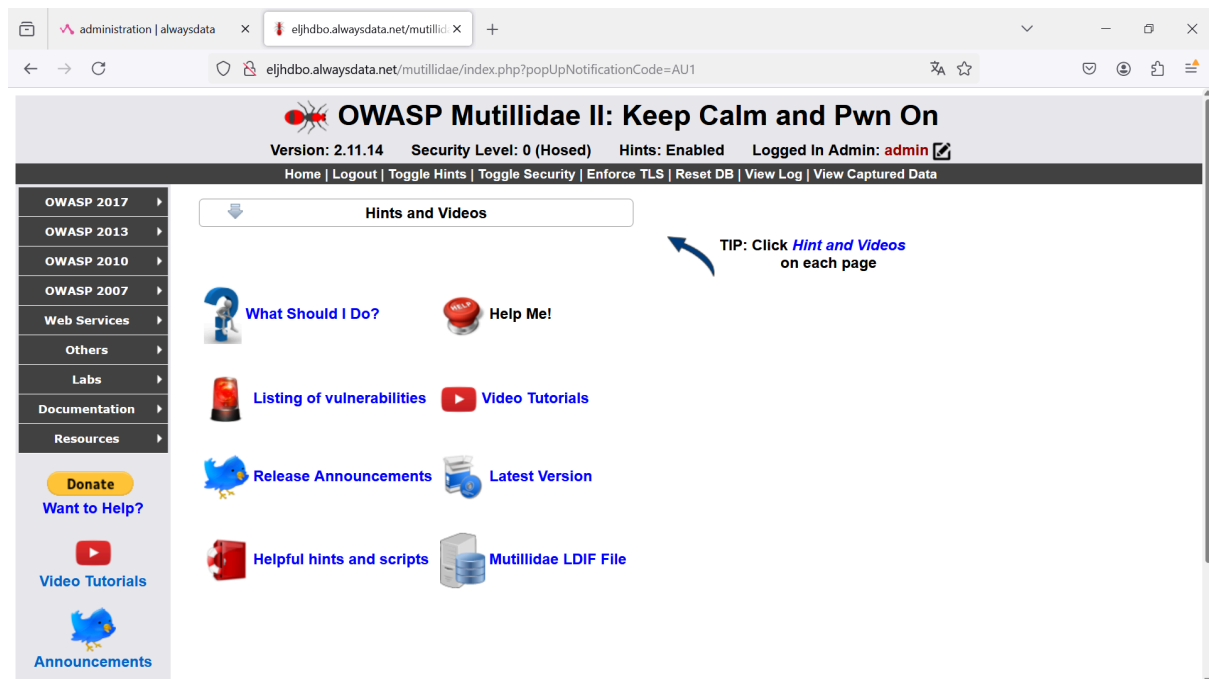 administration | alwaysdata
eljhdbo.alwaysdata.net/mutillid
eljhdbo.alwaysdata.net/mutillidae/index.php?popUpNotificationCode=AU1
OWASP Mutillidae II: Keep Calm and Pwn On
Version: 2.11.14 Security Level: 0 (Hosed) Hints: Enabled Logged In Admin: admin
Home | Logout | Toggle Hints | Toggle Security | Enforce TLS | Reset DB | View Log | View Captured Data
OWASP 2017
OWASP 2013
OWASP 2010
OWASP 2007
Web Services
Others
Labs
Documentation
Resources
Donate
Want to Help?
Video Tutorials
Announcements
Hints and Videos
TIP: Click Hint and Videos
on each page
What Should I Do?
HELP
Help Me!
Listing of vulnerabilities
Video Tutorials
Release Announcements
Latest Version
Helpful hints and scripts
Mutillidae LDIF File